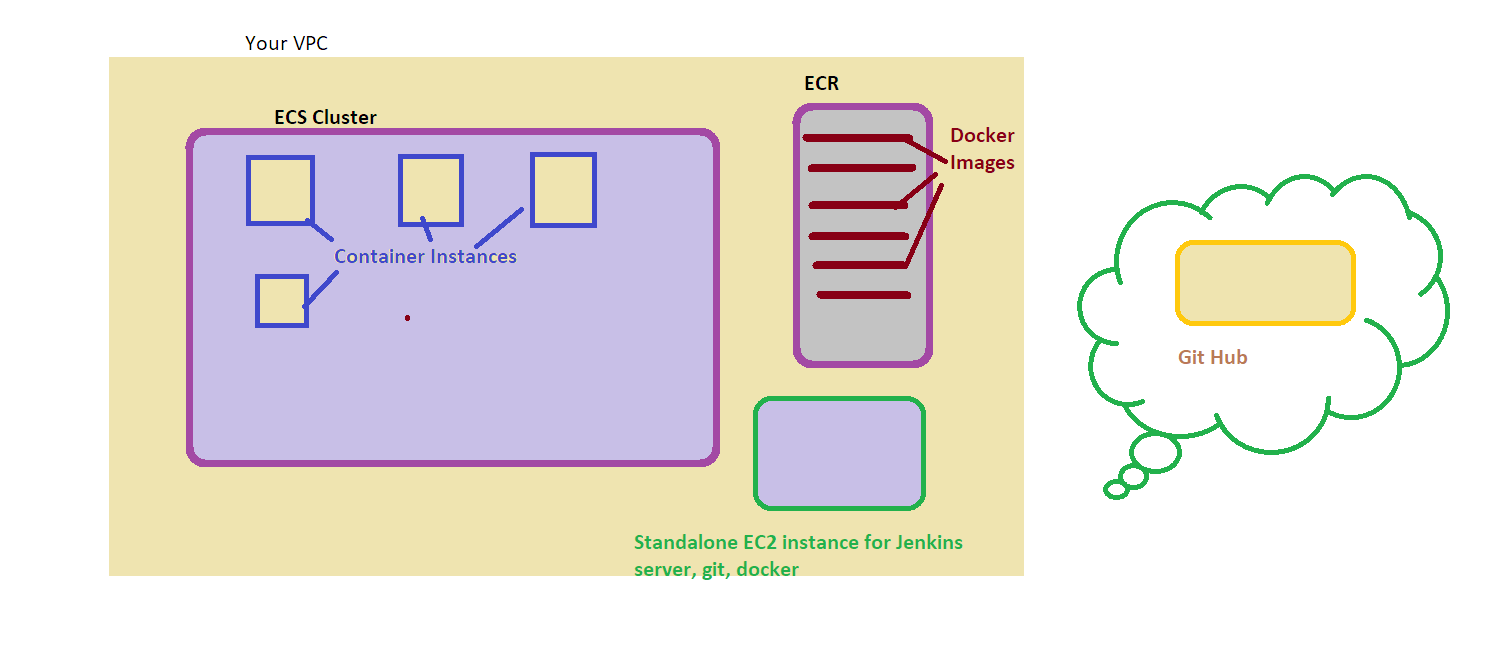 Your VPC
ECR
ECS Cluster
Docker
Images
Container Instances
Git Hub
Standalone EC2 instance for Jenkins
server, git, docker